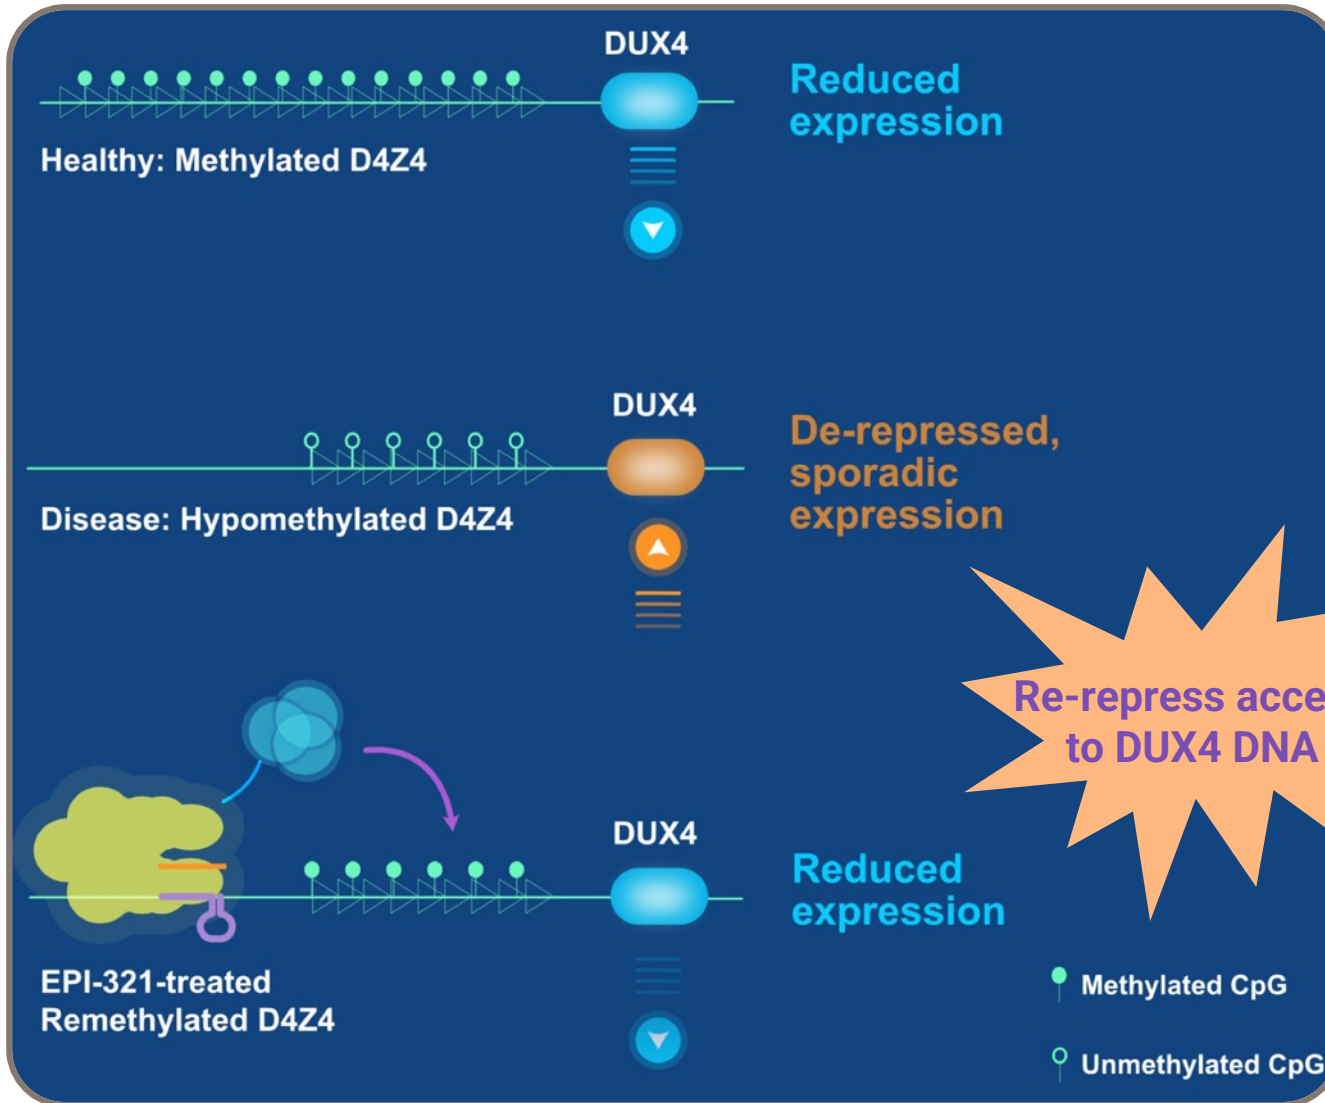 DUX4
Reduced
expression
Healthy: Methylated D4Z4
DUX4
De-repressed,
sporadic
expression
Disease: Hypomethylated D4Z4
Re-repress
to DUX4 DNA
DUX4
Reduced
expression
EPI-321-treated
Remethylated D4Z4
Methylated CpG
Unmethylated CpG